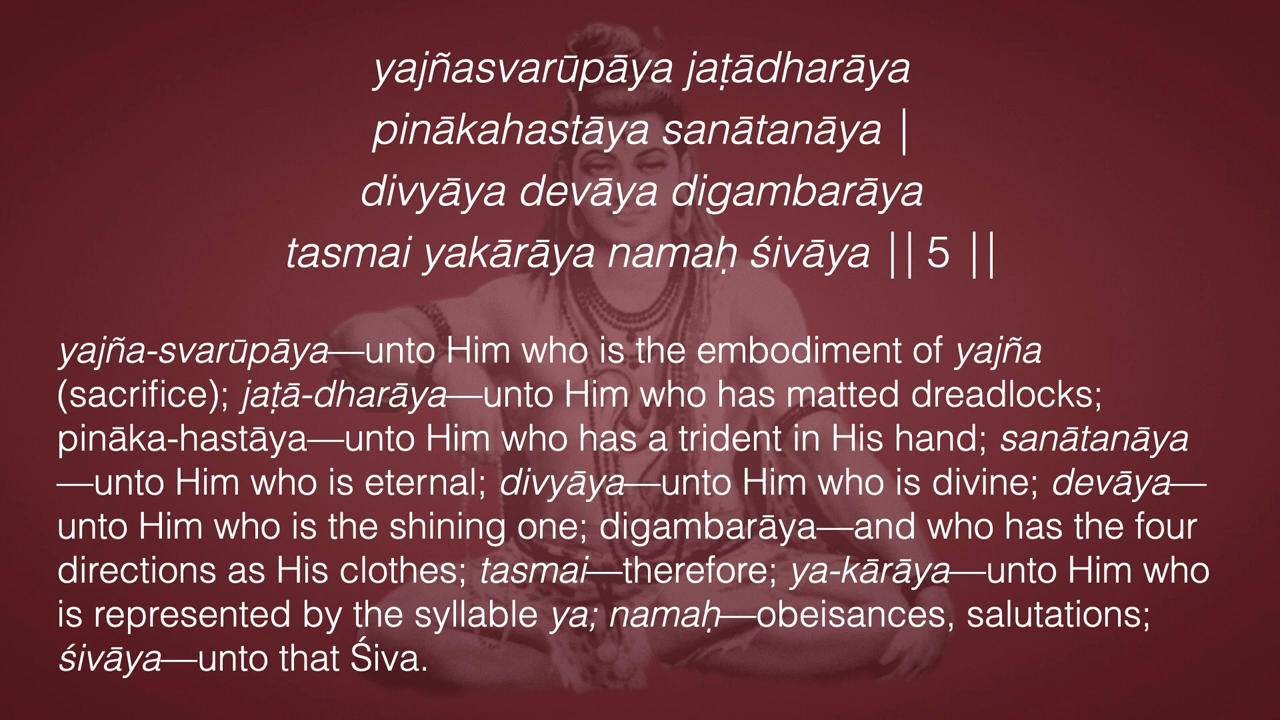 yajñasvarūpāya jaṭādharāya
pinākahastāya sanātanāya |
divyāya devāya digambarāya
tasmai yakārāya namaḥ śivāya || 5 ||
yajña-svarūpāya—unto Him who is the embodiment of yajña
(sacrifice); jaṭā-dharāya—unto Him who has matted dreadlocks;
pināka-hastāya—unto Him who has a trident in His hand; sanātanāya
—unto Him who is eternal; divyāya—unto Him who is divine; devāya—
unto Him who is the shining one; digambarāya—and who has the four
directions as His clothes; tasmai—therefore; ya-kārāya—unto Him who
is represented by the syllable ya; namaḥ—obeisances, salutations;
śivāya—unto that Śiva.